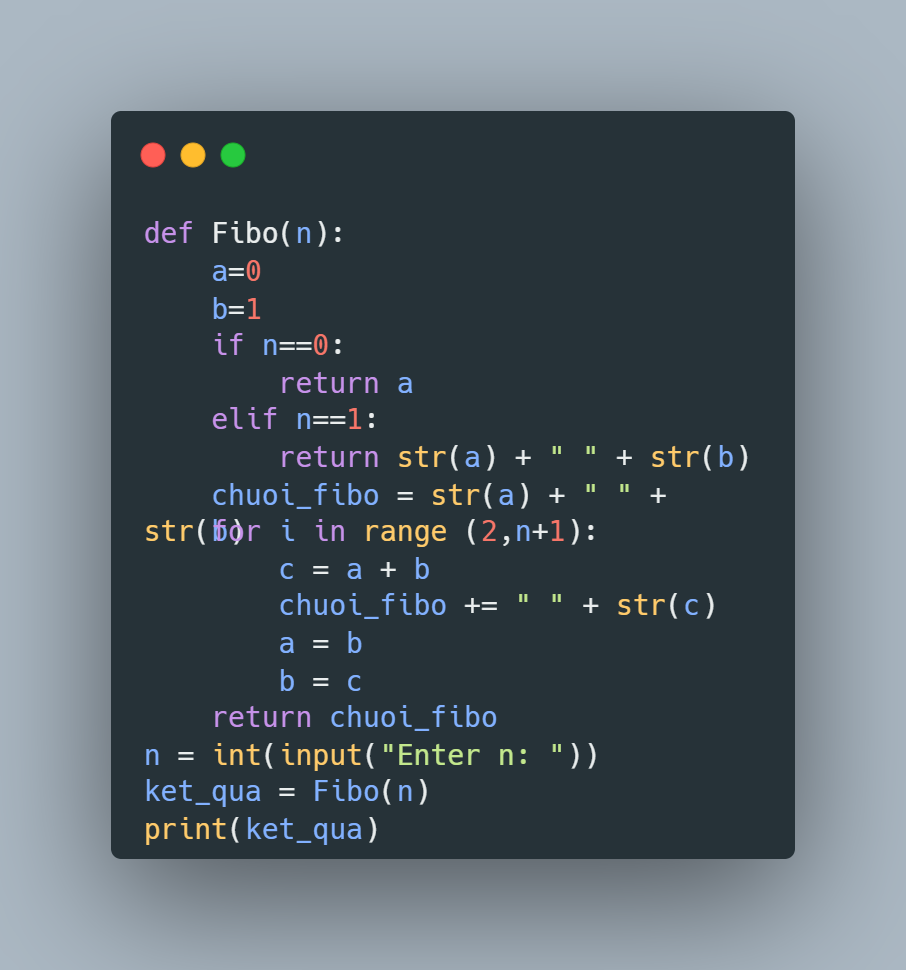 def Fibo(n):
    a=0
    b=1
    if n==0:
        return a
    elif n==1:
        return str(a) + " " + str(b)
    chuoi_fibo = str(a) + " " +
str(b)
    for i in range (2,n+1):
        c = a + b
        chuoi_fibo += " " + str(c)
        a = b
        b = c
    return chuoi_fibo
n = int(input("Enter n: "))
ket_qua = Fibo(n)
print(ket_qua)